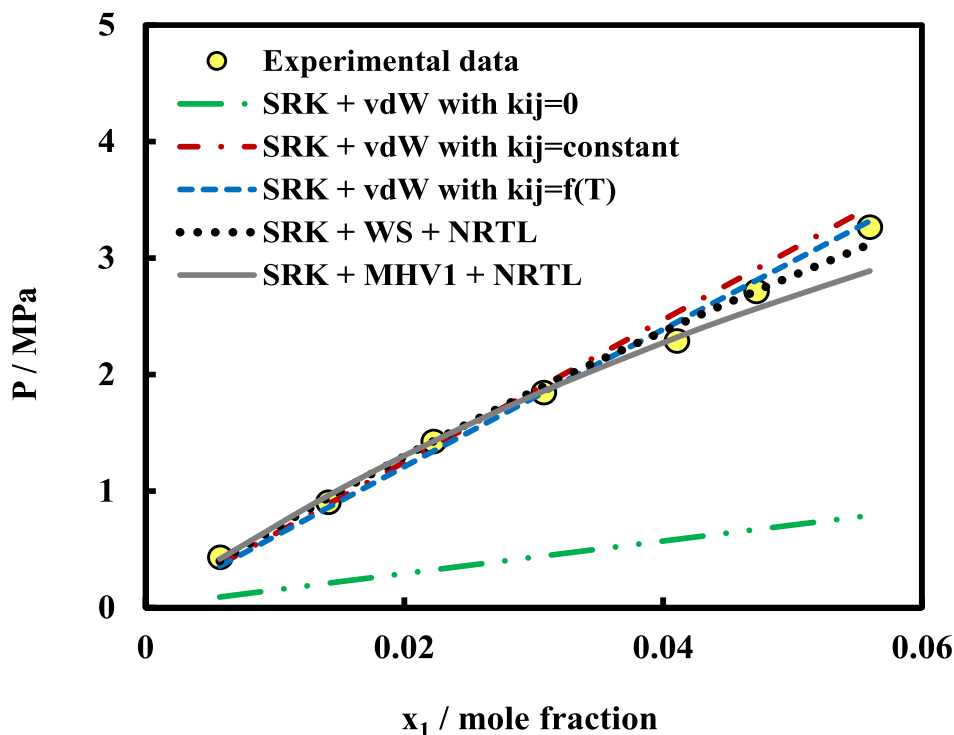 5
Experimental data
SRK + vdW with kij=0
4
SRK + vdW with kij=constant
SRK + vdW with kij=f(T)
SRK + WS + NRTL
3
SRK + MHV1 + NRTL
P / MPa
2
1
0
0 0.02 0.04 0.06
x₁ / mole fraction